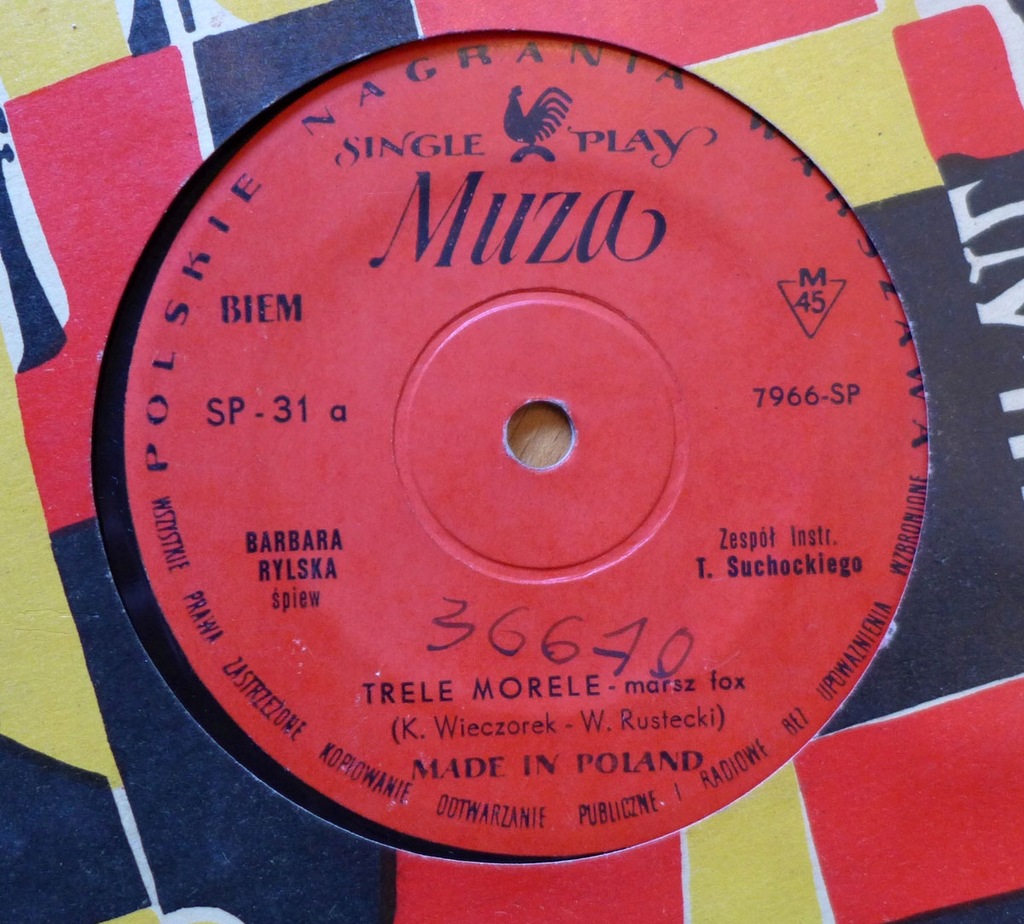 POLSKIE NAGRANIA WARSZAWA
SINGLE PLAY
Muza
BIEM
M
45
SP - 31 a
7966-SP
BARBARA
RYLSKA
śpiew
Zespół Instr.
T. Suchockiego
36670
TRELE MORELE - marsz fox
(K. Wieczorek - W. Rustecki)
MADE IN POLAND
WSZYSTKIE PRAWA ZASTRZEŻONE KOPIOWANIE ODTWARZANIE PUBLICZNE I RADIOWE BEZ UPOWAŻNIENIA WZBRONIONE